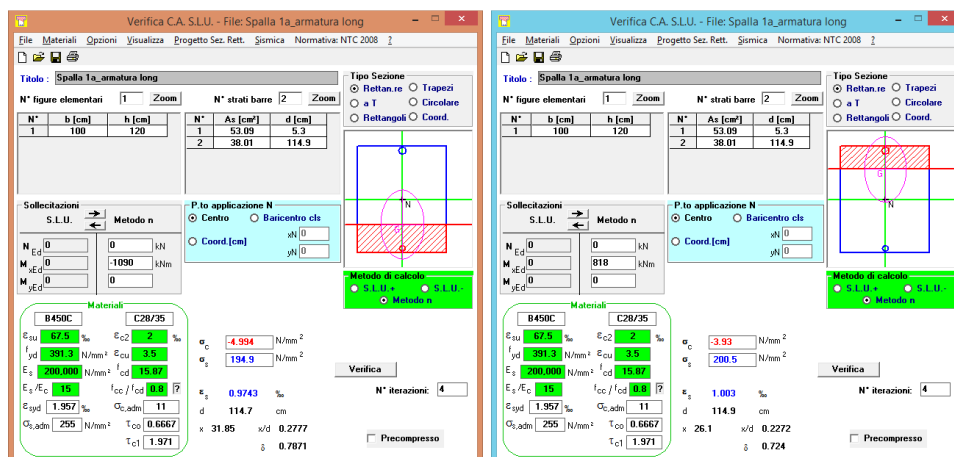 Verifica C.A. S.L.U. - File: Spalla 1a_armatura long
File Materiali Opzioni Visualizza Progetto Sez. Rett. Sismica Normativa: NTC 2008 ?
Titolo : Spalla 1a_armatura long
N° figure elementari 1 Zoom N° strati barre 2 Zoom
N° b [cm] h [cm]
1 100 120
N° As [cm²] d [cm]
1 53.09 5.3
2 38.01 114.9
Tipo Sezione
Rettan.re Trapezi
a T Circolare
Rettangoli Coord.
G
N
Sollecitazioni
S.L.U. Metodo n
N Ed 0 0 kN
M xEd 0 -1090 kNm
M yEd 0 0
P.to applicazione N
Centro Baricentro cls
Coord.[cm] xN 0
yN 0
Metodo di calcolo
S.L.U.+ S.L.U.-
Metodo n
Materiali
B450C C28/35
εsu 67.5 ‰ εc2 2 ‰
fyd 391.3 N/mm² εcu 3.5
Es 200,000 N/mm² fcd 15.87
Es/Ec 15 fcc/fcd 0.8 ?
εsyd 1.957 ‰ σc,adm 11
σs,adm 255 N/mm² τco 0.6667
τc1 1.971
σc -4.994 N/mm²
σs 194.9 N/mm²
εs 0.9743 ‰
d 114.7 cm
x 31.85 x/d 0.2777
δ 0.7871
Verifica
N° iterazioni: 4
Precompresso
Verifica C.A. S.L.U. - File: Spalla 1a_armatura long
File Materiali Opzioni Visualizza Progetto Sez. Rett. Sismica Normativa: NTC 2008 ?
Titolo : Spalla 1a_armatura long
N° figure elementari 1 Zoom N° strati barre 2 Zoom
N° b [cm] h [cm]
1 100 120
N° As [cm²] d [cm]
1 53.09 5.3
2 38.01 114.9
Tipo Sezione
Rettan.re Trapezi
a T Circolare
Rettangoli Coord.
G
N
Sollecitazioni
S.L.U. Metodo n
N Ed 0 0 kN
M xEd 0 818 kNm
M yEd 0 0
P.to applicazione N
Centro Baricentro cls
Coord.[cm] xN 0
yN 0
Metodo di calcolo
S.L.U.+ S.L.U.-
Metodo n
Materiali
B450C C28/35
εsu 67.5 ‰ εc2 2 ‰
fyd 391.3 N/mm² εcu 3.5
Es 200,000 N/mm² fcd 15.87
Es/Ec 15 fcc/fcd 0.8 ?
εsyd 1.957 ‰ σc,adm 11
σs,adm 255 N/mm² τco 0.6667
τc1 1.971
σc -3.93 N/mm²
σs 200.5 N/mm²
εs 1.003 ‰
d 114.9 cm
x 26.1 x/d 0.2272
δ 0.724
Verifica
N° iterazioni: 4
Precompresso